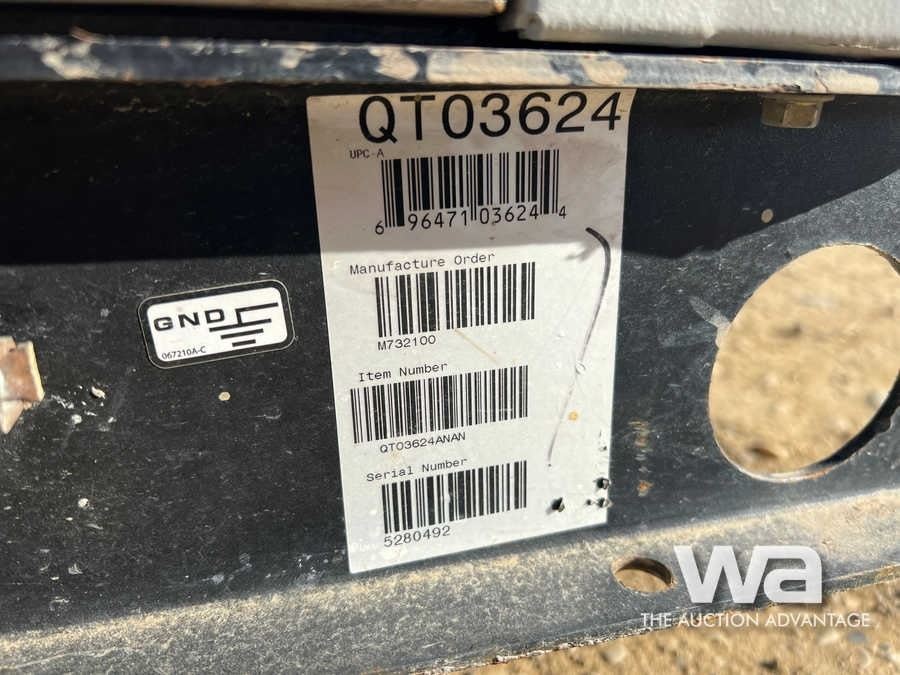 QT03624
UPC-A
6 96471 03624 4
Manufacture Order
M732100
GND
067210A-C
Item Number
QT03624ANAN
Serial Number
5280492
wa
THE AUCTION ADVANTAGE